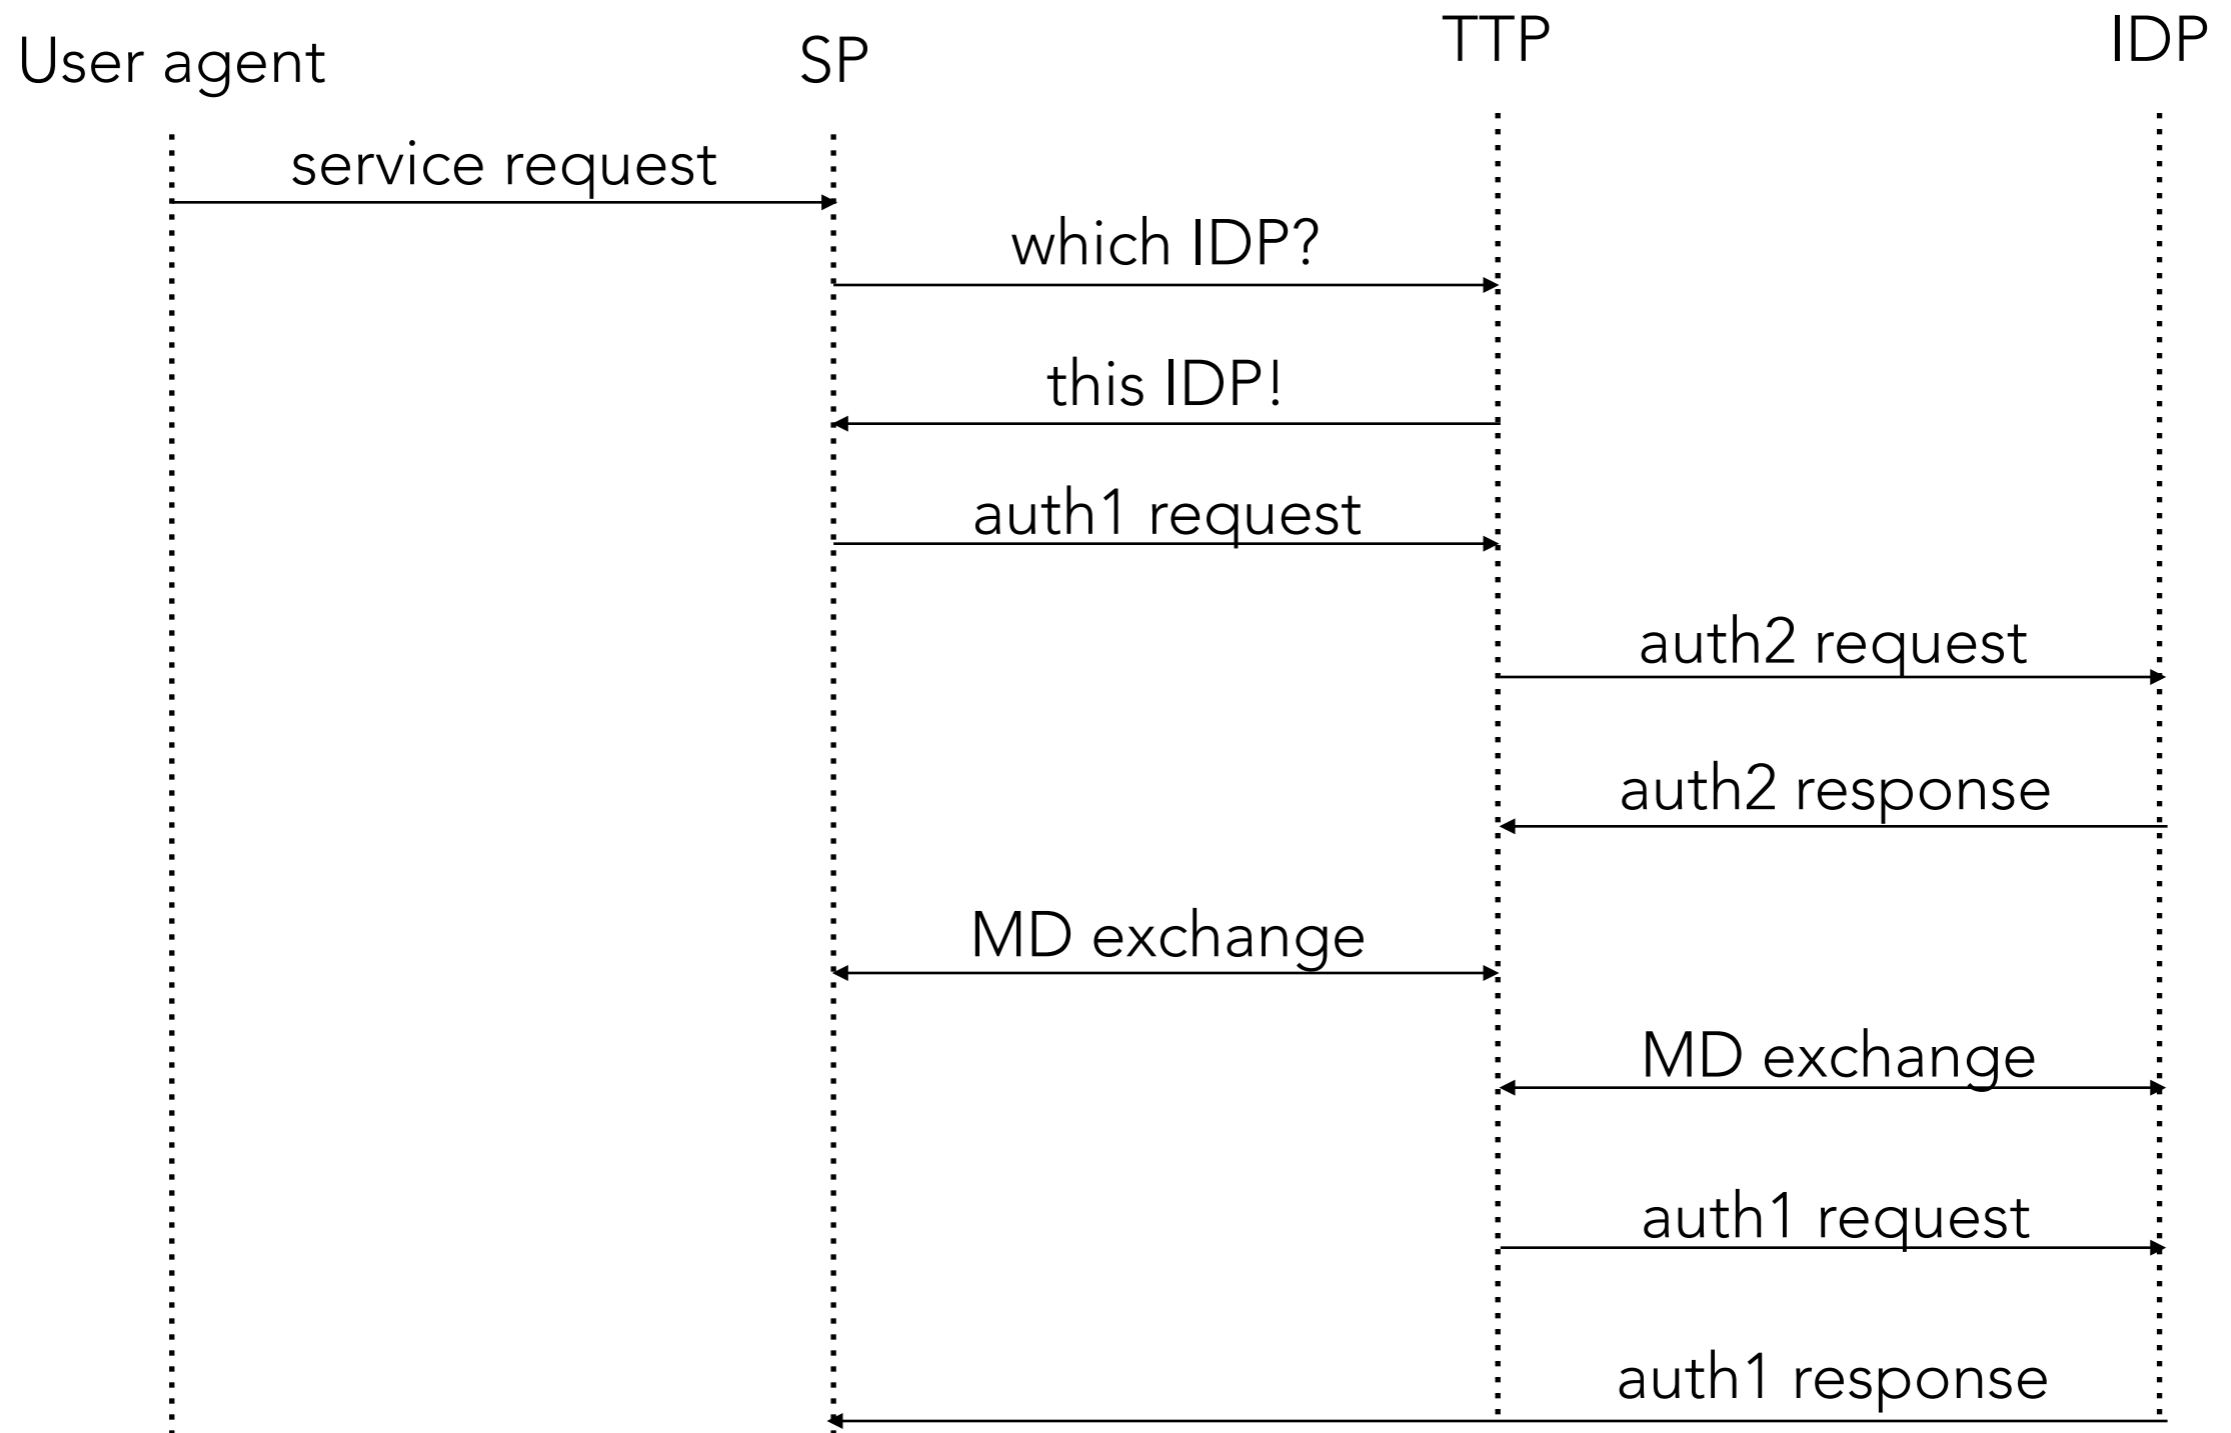 User agent
SP
TTP
IDP
service request
which IDP?
this IDP!
auth1 request
auth2 request
auth2 response
MD exchange
MD exchange
auth1 request
auth1 response